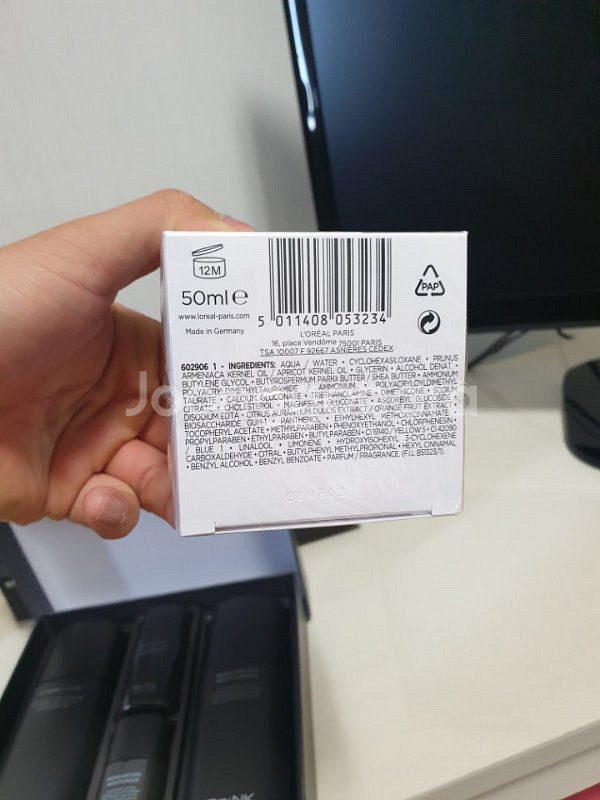 12M
50ml e
www.loreal-paris.com
Made in Germany
5 011408 053234
PAP
L'ORÉAL PARIS
16, place Vendôme 75001 PARIS
TSA 10007 F 92667 ASNIÈRES CEDEX
602906 1 • INGREDIENTS: AQUA / WATER • CYCLOHEXASILOXANE • PRUNUS
ARMENIACA KERNEL OIL / APRICOT KERNEL OIL • GLYCERIN • ALCOHOL DENAT. •
BUTYLENE GLYCOL • BUTYROSPERMUM PARKII BUTTER / SHEA BUTTER • AMMONIUM
POLYACRYLDIMETHYLTAURAMIDE / AMMONIUM POLYACRYLOYLDIMETHYL
TAURATE • CALCIUM GLUCONATE • TRIETHANOLAMINE • DIMETHICONE • SODIUM
CITRATE • CHOLESTEROL • MAGNESIUM GLUCONATE • ASCORBYL GLUCOSIDE •
DISODIUM EDTA • CITRUS AURANTIUM DULCIS EXTRACT / ORANGE FRUIT EXTRACT •
BIOSACCHARIDE GUM-1 • PANTHENOL • ETHYLHEXYL METHOXYCINNAMATE •
TOCOPHERYL ACETATE • METHYLPARABEN • PHENOXYETHANOL • CHLORPHENESIN •
PROPYLPARABEN • ETHYLPARABEN • BUTYLPARABEN • CI 19140 / YELLOW 5 • CI 42090
/ BLUE 1 • LINALOOL • LIMONENE • HYDROXYISOHEXYL 3-CYCLOHEXENE
CARBOXALDEHYDE • CITRAL • BUTYLPHENYL METHYLPROPIONAL • HEXYL CINNAMAL
• BENZYL ALCOHOL • BENZYL BENZOATE • PARFUM / FRAGRANCE. (F.I.L. B51323/1).